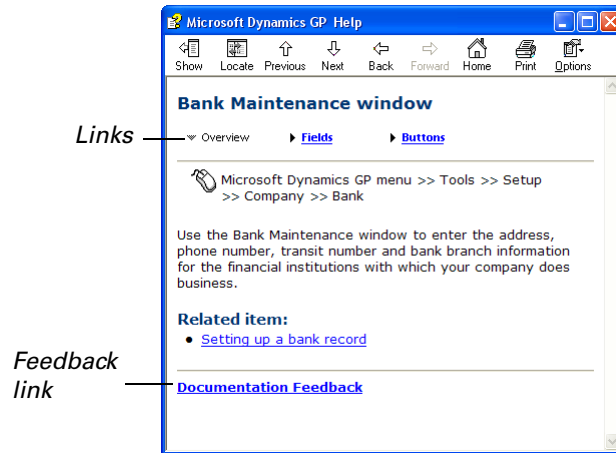 Microsoft Dynamics GP Help
Show Locate Previous Next Back Forward Home Print Options
Bank Maintenance window
Links
Overview Fields Buttons
Microsoft Dynamics GP menu >> Tools >> Setup
>> Company >> Bank
Use the Bank Maintenance window to enter the address,
phone number, transit number and bank branch information
for the financial institutions with which your company does
business.
Related item:
• Setting up a bank record
Feedback
link
Documentation Feedback